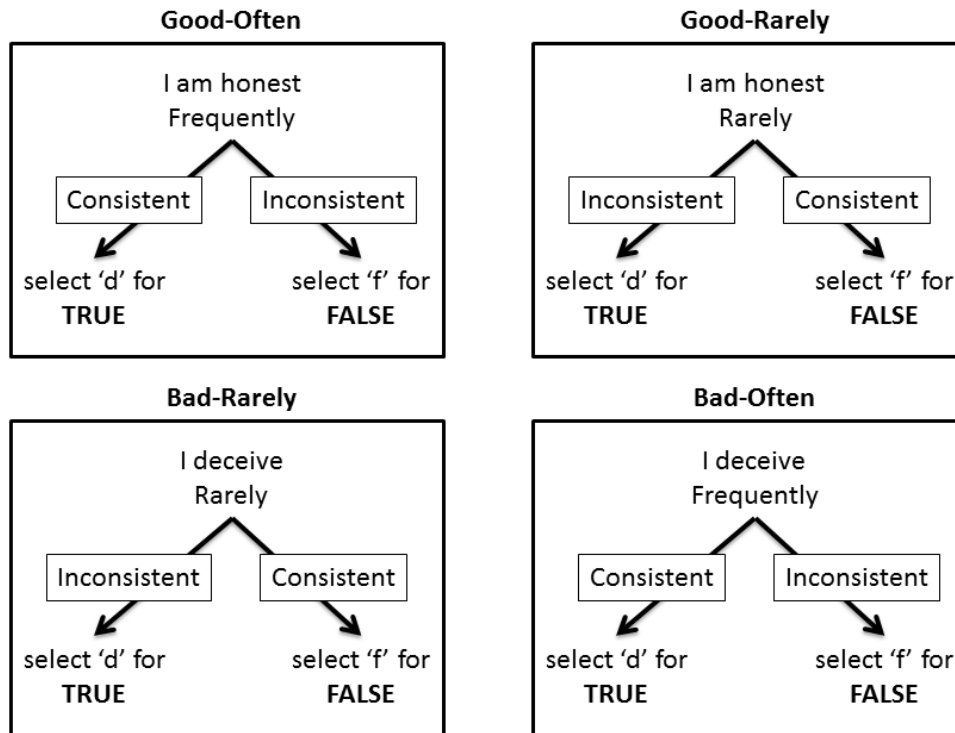 Good-Often
I am honest
Frequently
Consistent
Inconsistent
select ‘d’ for
TRUE
select ‘f’ for
FALSE
Good-Rarely
I am honest
Rarely
Inconsistent
Consistent
select ‘d’ for
TRUE
select ‘f’ for
FALSE
Bad-Rarely
I deceive
Rarely
Inconsistent
Consistent
select ‘d’ for
TRUE
select ‘f’ for
FALSE
Bad-Often
I deceive
Frequently
Consistent
Inconsistent
select ‘d’ for
TRUE
select ‘f’ for
FALSE